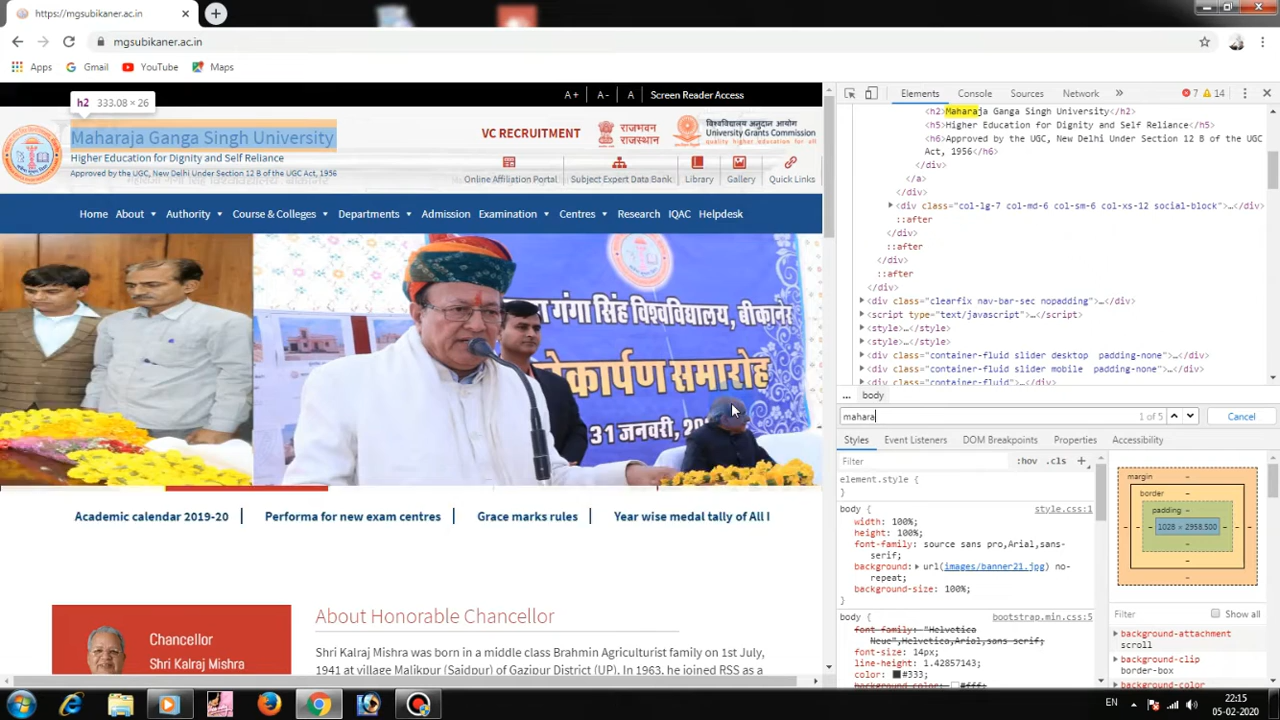 https://mgsubikaner.ac.in
mgsubikaner.ac.in
Apps Gmail YouTube Maps
h2 333.08 × 26
A+ A- A Screen Reader Access
Maharaja Ganga Singh University
Higher Education for Dignity and Self Reliance
Approved by the UGC, New Delhi Under Section 12 B of the UGC Act, 1956
VC RECRUITMENT
राजभवन
राजस्थान
विश्वविद्यालय अनुदान आयोग
University Grants Commission
Online Affiliation Portal Subject Expert Data Bank Library Gallery Quick Links
Home About Authority Course & Colleges Departments Admission Examination Centres Research IQAC Helpdesk
गंगा सिंह विश्वविद्यालय, बीकानेर
लोकार्पण समारोह
31 जनवरी,
Academic calendar 2019-20 Performa for new exam centres Grace marks rules Year wise medal tally of All I
Chancellor
Shri Kalraj Mishra
About Honorable Chancellor
Shri Kalraj Mishra was born in a middle class Brahmin Agriculturist family on 1st July,
1941 at village Malikpur(Saidpur) of Gazipur District (UP). In 1963, he joined RSS as a
Elements Console Sources Network » 7 14
<h2>Maharaja Ganga Singh University</h2>
<h5>Higher Education for Dignity and Self Reliance</h5>
<h6>Approved by the UGC, New Delhi Under Section 12 B of the UGC
Act, 1956</h6>
</div>
</a>
</div>
<div class="col-lg-7 col-md-6 col-sm-6 col-xs-12 social-block">…</div>
::after
</div>
::after
</div>
::after
</div>
<div class="clearfix nav-bar-sec nopadding">…</div>
<script type="text/javascript">…</script>
<style>…</style>
<style>…</style>
<div class="container-fluid slider desktop padding-none">…</div>
<div class="container-fluid slider mobile padding-none">…</div>
<div class="container-fluid">…</div>
... body
mahara 1 of 5 Cancel
Styles Event Listeners DOM Breakpoints Properties Accessibility
Filter :hov .cls +
element.style {
}
body { style.css:1
width: 100%;
height: 100%;
font-family: source sans pro,Arial,sans-
serif;
background: url(images/banner21.jpg) no-
repeat;
background-size: 100%;
}
body { bootstrap.min.css:5
font-family: "Helvetica
Neue",Helvetica,Arial,sans-serif;
font-size: 14px;
line-height: 1.42857143;
color: #333;
background-color: #fff;
margin -
border -
padding -
- - - 1028 × 2958.500 - - -
-
-
-
Filter Show all
background-attachment
scroll
background-clip
border-box
background-color
EN 22:15
05-02-2020